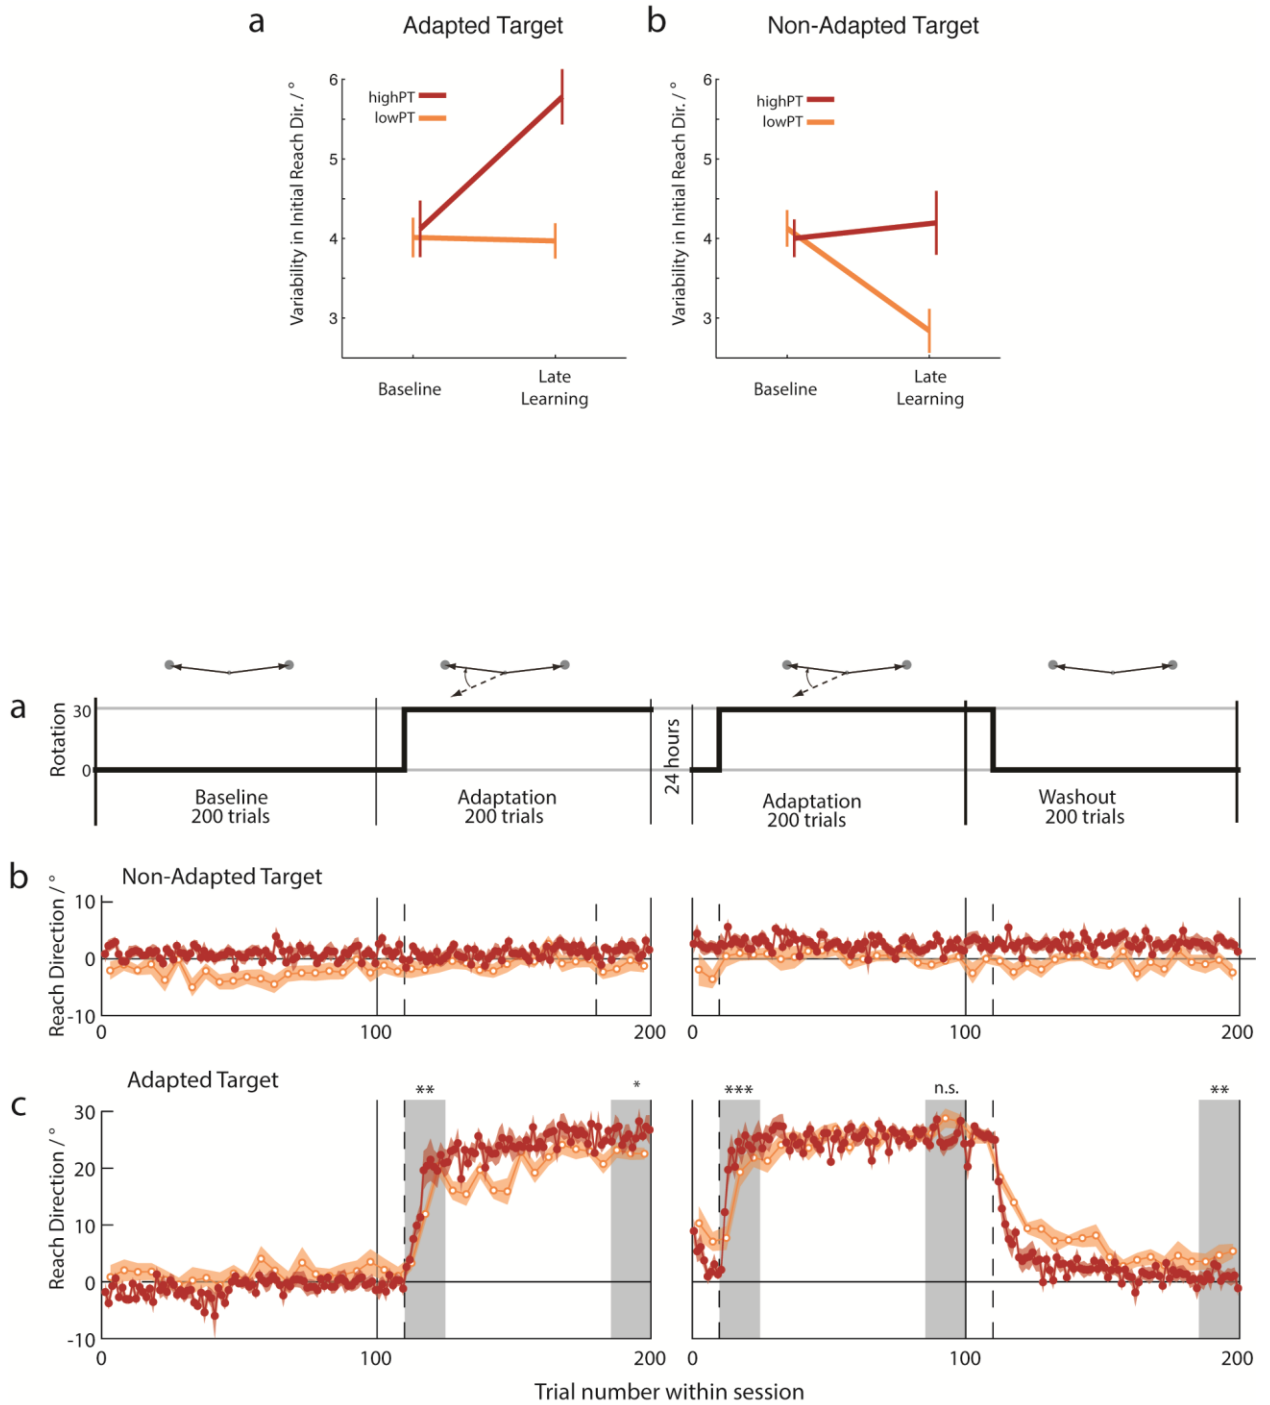 a Adapted Target
b Non-Adapted Target
Variability in Initial Reach Dir. / °
6
5
4
3
highPT
lowPT
Baseline
Late
Learning
Variability in Initial Reach Dir. / °
6
5
4
3
highPT
lowPT
Baseline
Late
Learning
a
Rotation
30
0
Baseline
200 trials
Adaptation
200 trials
24 hours
Adaptation
200 trials
Washout
200 trials
b Non-Adapted Target
Reach Direction / °
10
0
-10
0 100 200 0 100 200
c Adapted Target
** * *** n.s. **
Reach Direction / °
30
20
10
0
-10
0 100 200 0 100 200
Trial number within session